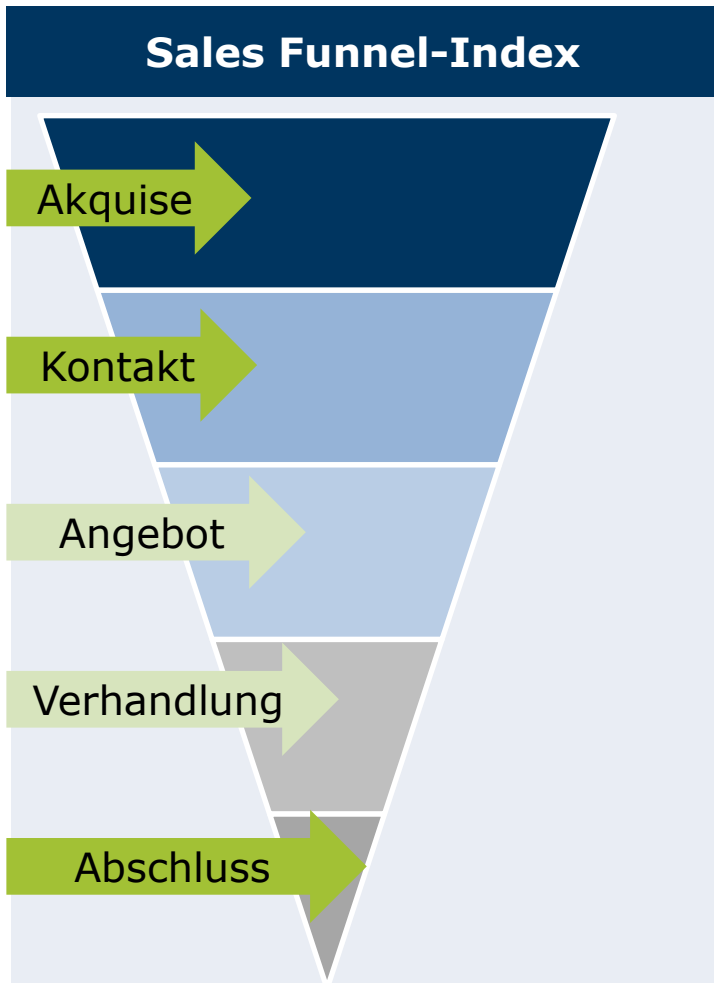 Sales Funnel-Index
Akquise
Kontakt
Angebot
Verhandlung
Abschluss